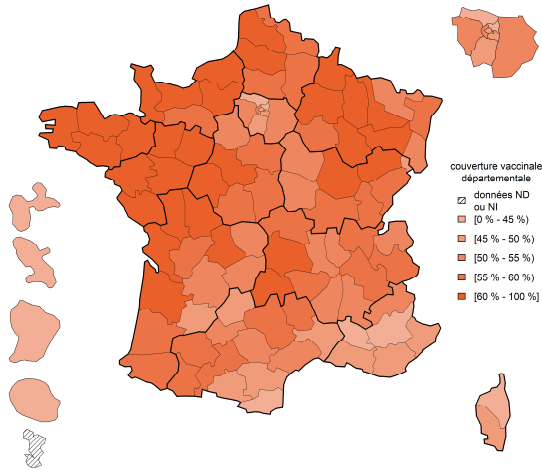 couverture vaccinale
départementale
données ND
ou NI
[0 % - 45 %)
[45 % - 50 %)
[50 % - 55 %)
[55 % - 60 %)
[60 % - 100 %]